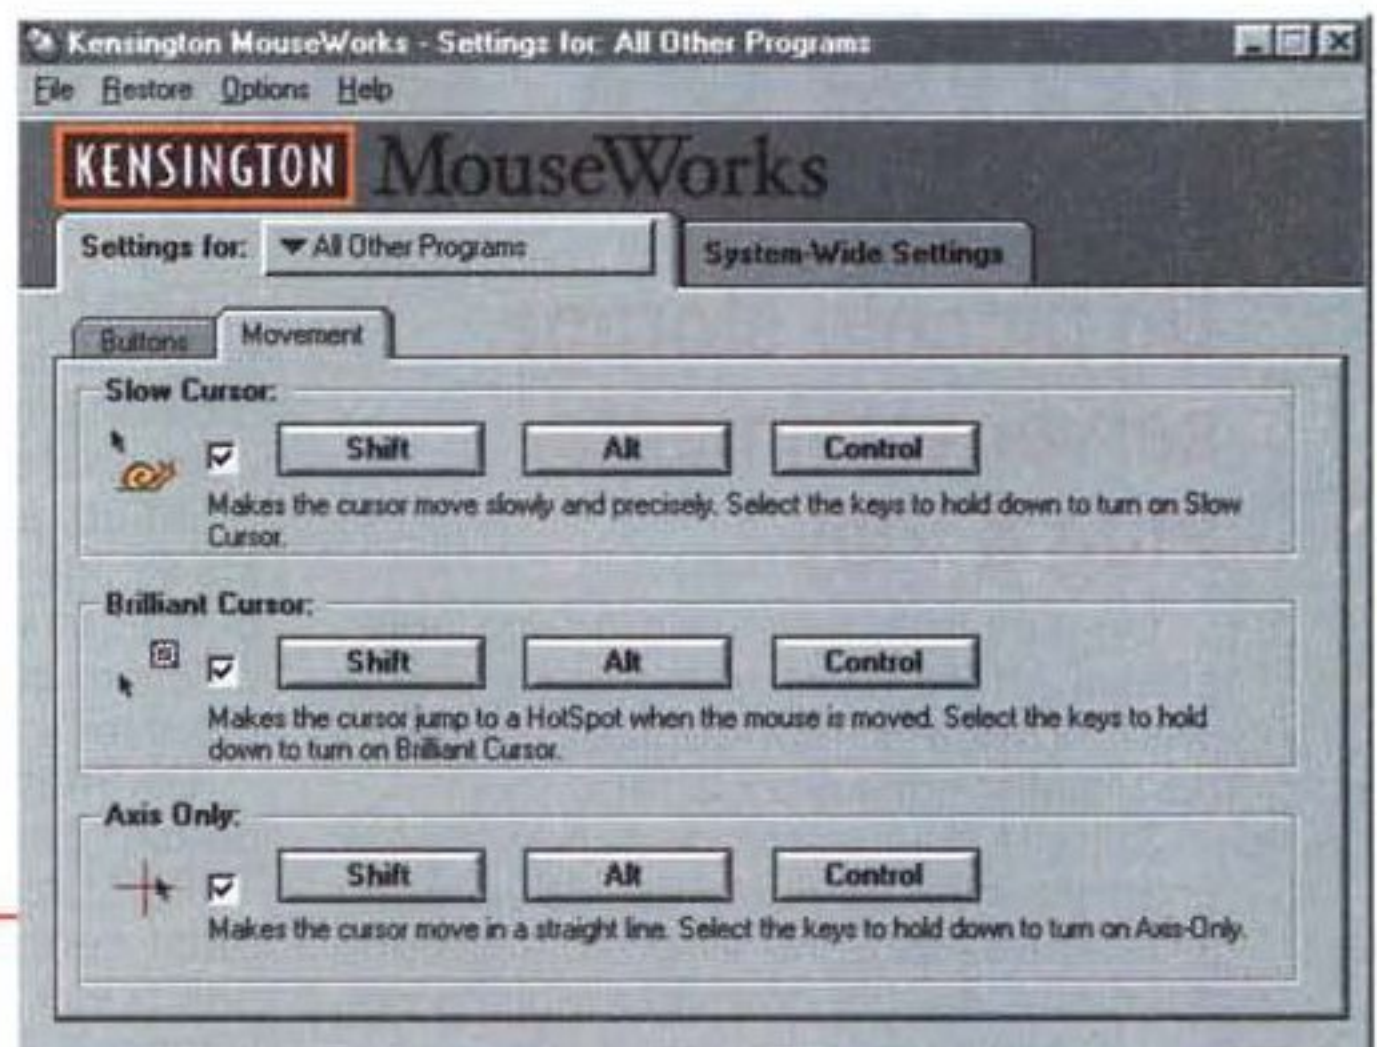 Kensington MouseWorks - Settings for: All Other Programs
File Restore Options Help
KENSINGTON MouseWorks
Settings for: All Other Programs System-Wide Settings
Buttons Movement
Slow Cursor:
Shift Alt Control
Makes the cursor move slowly and precisely. Select the keys to hold down to turn on Slow
Cursor.
Brilliant Cursor:
Shift Alt Control
Makes the cursor jump to a HotSpot when the mouse is moved. Select the keys to hold
down to turn on Brilliant Cursor.
Axis Only:
Shift Alt Control
Makes the cursor move in a straight line. Select the keys to hold down to turn on Axis-Only.